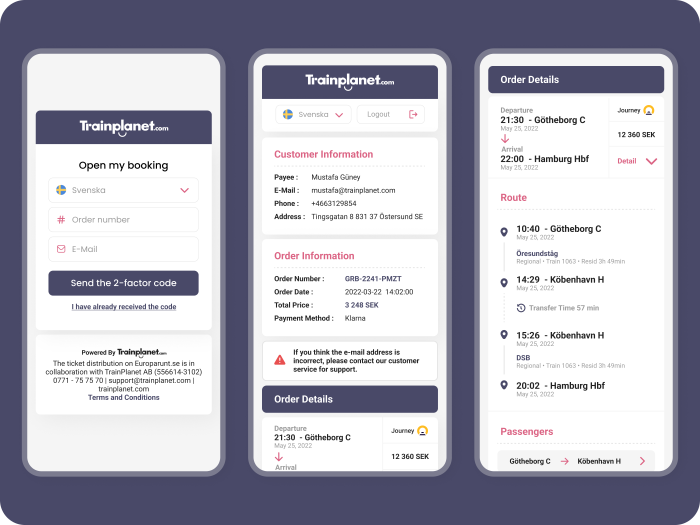 Trainplanet.com
Open my booking
Svenska
Order number
E-Mail
Send the 2-factor code
I have already received the code
Powered By Trainplanet.com
The ticket distribution on Europarunt.se is in
collaboration with TrainPlanet AB (556614-3102)
0771 - 75 75 70 | support@trainplanet.com |
trainplanet.com
Terms and Conditions
Trainplanet.com
Svenska
Logout
Customer Information
Payee : Mustafa Güney
E-Mail : mustafa@trainplanet.com
Phone : +4663129854
Address : Tingsgatan 8 831 37 Östersund SE
Order Information
Order Number : GRB-2241-PMZT
Order Date : 2022-03-22 14:02:00
Total Price : 3 248 SEK
Payment Method : Klarna
If you think the e-mail address is
incorrect, please contact our customer
service for support.
Order Details
Departure
21:30 - Götheborg C
May 25, 2022
Arrival
Journey
12 360 SEK
Order Details
Departure
21:30 - Götheborg C
May 25, 2022
Arrival
22:00 - Hamburg Hbf
May 25, 2022
Journey
12 360 SEK
Detail
Route
10:40 - Götheborg C
May 25, 2022
Öresundståg
Regional • Train 1063 • Resid 3h 49min
14:29 - Köbenhavn H
May 25, 2022
Transfer Time 57 min
15:26 - Köbenhavn H
May 25, 2022
DSB
Regional • Train 1063 • Resid 3h 49min
20:02 - Hamburg Hbf
May 25, 2022
Passengers
Götheborg C
Köbenhavn H